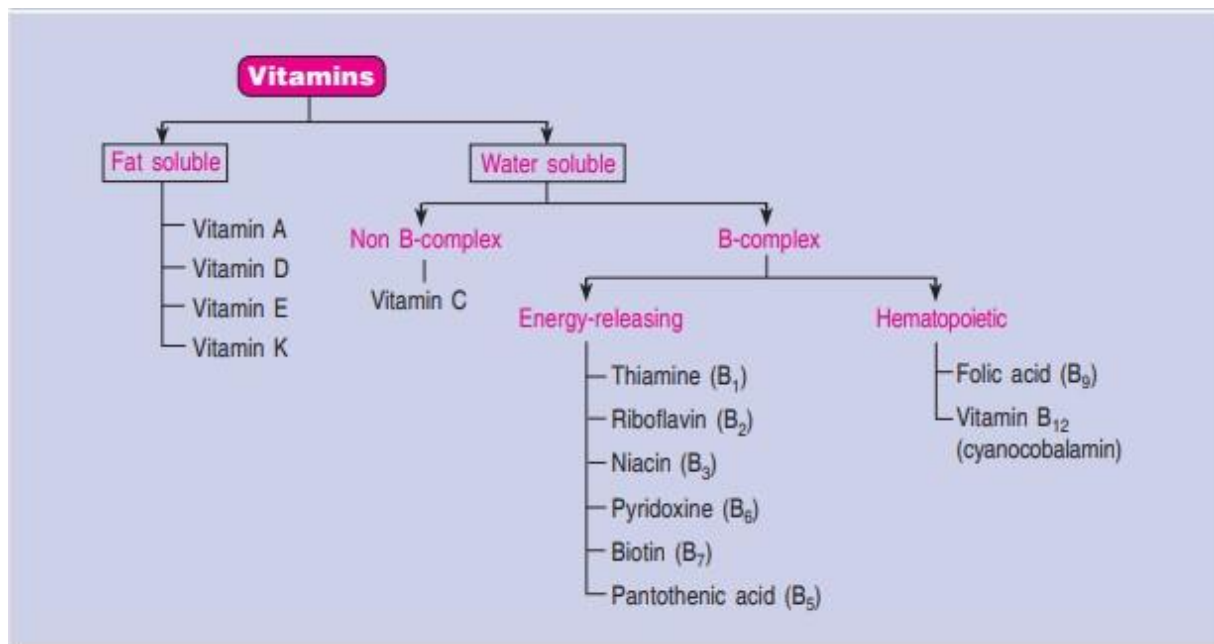 Vitamins
Fat soluble
Water soluble
Vitamin A
Vitamin D
Vitamin E
Vitamin K
Non B-complex
Vitamin C
B-complex
Energy-releasing
Thiamine (B₁)
Riboflavin (B₂)
Niacin (B₃)
Pyridoxine (B₆)
Biotin (B₇)
Pantothenic acid (B₅)
Hematopoietic
Folic acid (B₉)
Vitamin B₁₂
(cyanocobalamin)